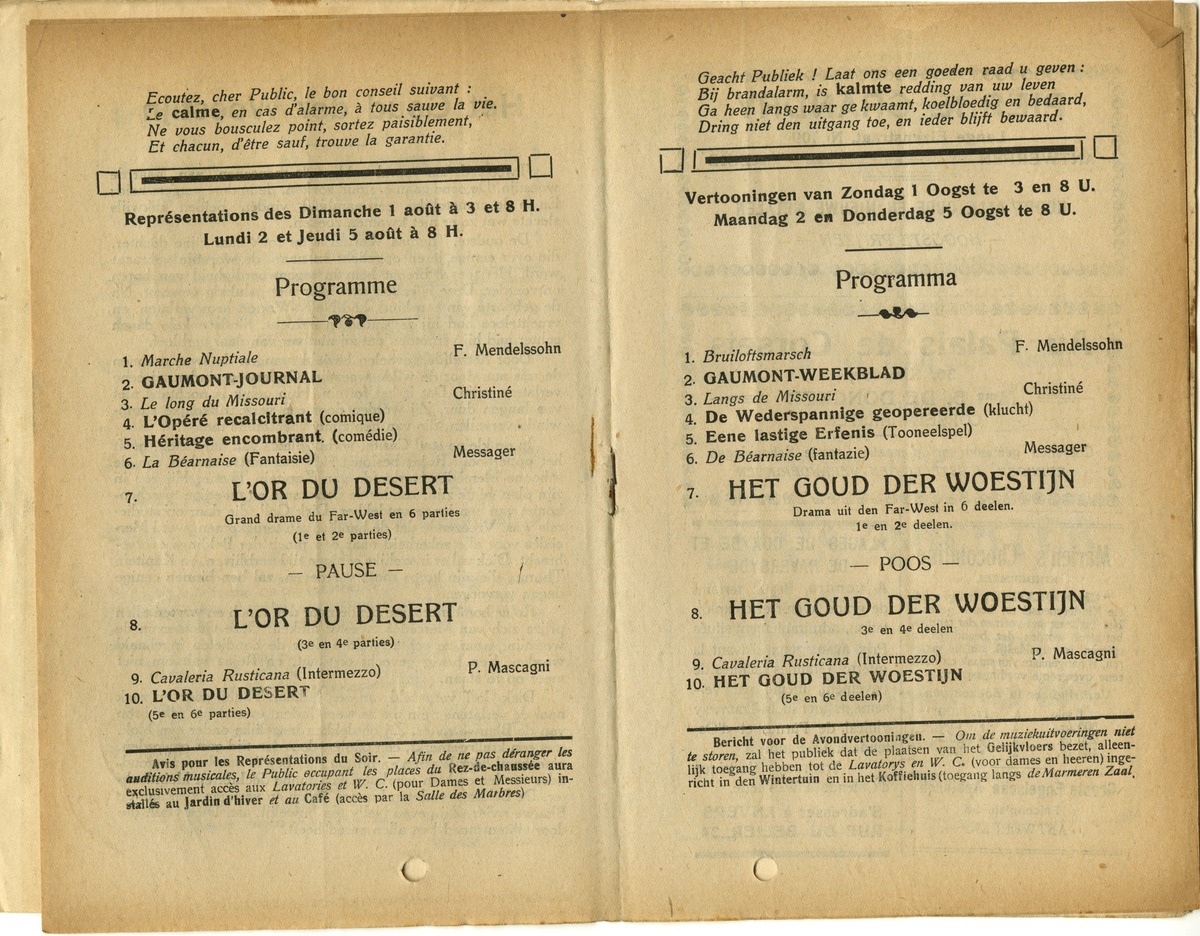 Ecoutez, cher Public, le bon conseil suivant :
Le calme, en cas d'alarme, à tous sauve la vie.
Ne vous bousculez point, sortez paisiblement,
Et chacun, d'être sauf, trouve la garantie.
Représentations des Dimanche 1 août à 3 et 8 H.
Lundi 2 et Jeudi 5 août à 8 H.
Programme
1. Marche Nuptiale F. Mendelssohn
2. GAUMONT-JOURNAL
3. Le long du Missouri Christiné
4. L'Opéré recalcitrant (comique)
5. Héritage encombrant. (comédie)
6. La Béarnaise (Fantaisie) Messager
7. L'OR DU DESERT
Grand drame du Far-West en 6 parties
(1e et 2e parties)
— PAUSE —
8. L'OR DU DESERT
(3e en 4e parties)
9. Cavaleria Rusticana (Intermezzo) P. Mascagni
10. L'OR DU DESERT
(5e en 6e parties)
Avis pour les Représentations du Soir. — Afin de ne pas déranger les
auditions musicales, le Public occupant les places du Rez-de-chaussée aura
exclusivement accès aux Lavatories et W. C. (pour Dames et Messieurs) in-
stallés au Jardin d'hiver et au Café (accès par la Salle des Marbres)
Geacht Publiek ! Laat ons een goeden raad u geven :
Bij brandalarm, is kalmte redding van uw leven
Ga heen langs waar ge kwaamt, koelbloedig en bedaard,
Dring niet den uitgang toe, en ieder blijft bewaard.
Vertooningen van Zondag 1 Oogst te 3 en 8 U.
Maandag 2 en Donderdag 5 Oogst te 8 U.
Programma
1. Bruiloftsmarsch F. Mendelssohn
2. GAUMONT-WEEKBLAD
3. Langs de Missouri Christiné
4. De Wederspannige geopereerde (klucht)
5. Eene lastige Erfenis (Tooneelspel)
6. De Béarnaise (fantazie) Messager
7. HET GOUD DER WOESTIJN
Drama uit den Far-West in 6 deelen.
1e en 2e deelen.
— POOS —
8. HET GOUD DER WOESTIJN
3e en 4e deelen
9. Cavaleria Rusticana (Intermezzo) P. Mascagni
10. HET GOUD DER WOESTIJN
(5e en 6e deelen)
Bericht voor de Avondvertooningen. — Om de muziekuitvoeringen niet
te storen, zal het publiek dat de plaatsen van het Gelijkvloers bezet, alleen-
lijk toegang hebben tot de Lavatorys en W. C. (voor dames en heeren) inge-
richt in den Wintertuin en in het Koffiehuis (toegang langs de Marmeren Zaal,